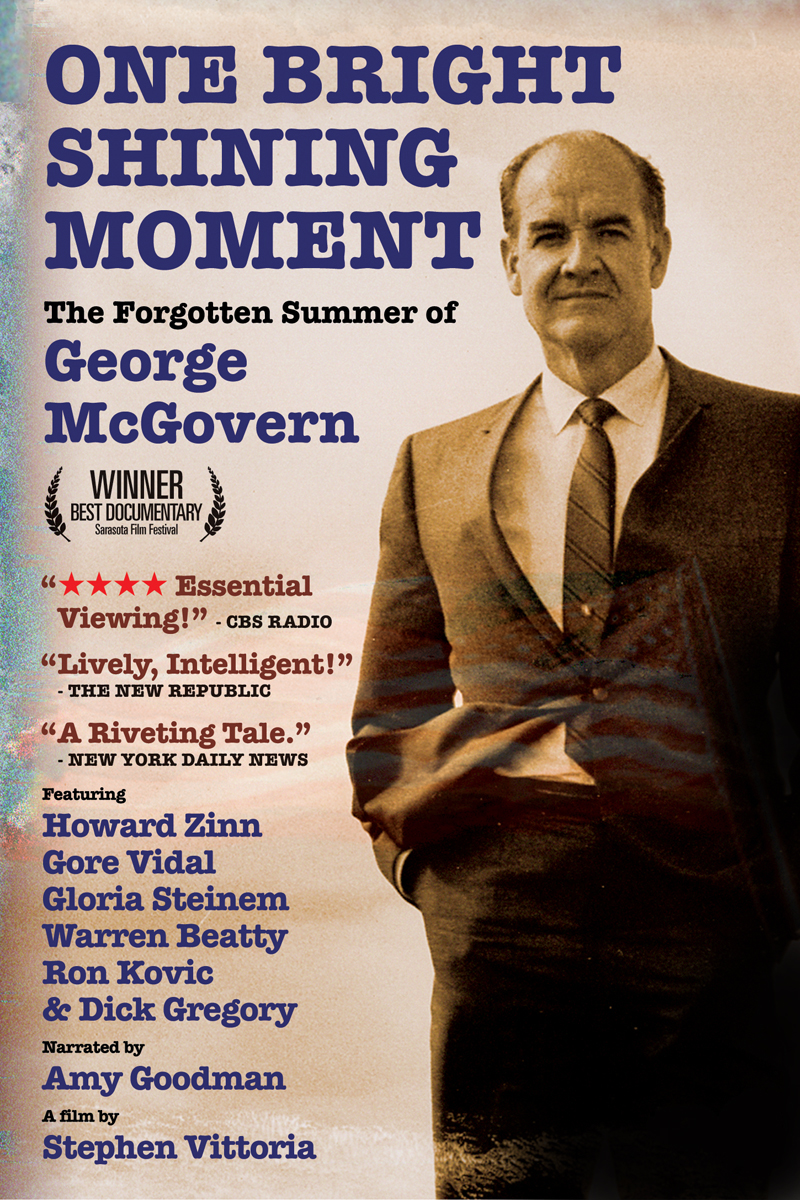 ONE BRIGHT
SHINING
MOMENT
The Forgotten Summer of
George
McGovern
WINNER
BEST DOCUMENTARY
Sarasota Film Festival
“★★★★ Essential
Viewing!” - CBS RADIO
“Lively, Intelligent!”
- THE NEW REPUBLIC
“A Riveting Tale.”
- NEW YORK DAILY NEWS
Featuring
Howard Zinn
Gore Vidal
Gloria Steinem
Warren Beatty
Ron Kovic
& Dick Gregory
Narrated by
Amy Goodman
A film by
Stephen Vittoria